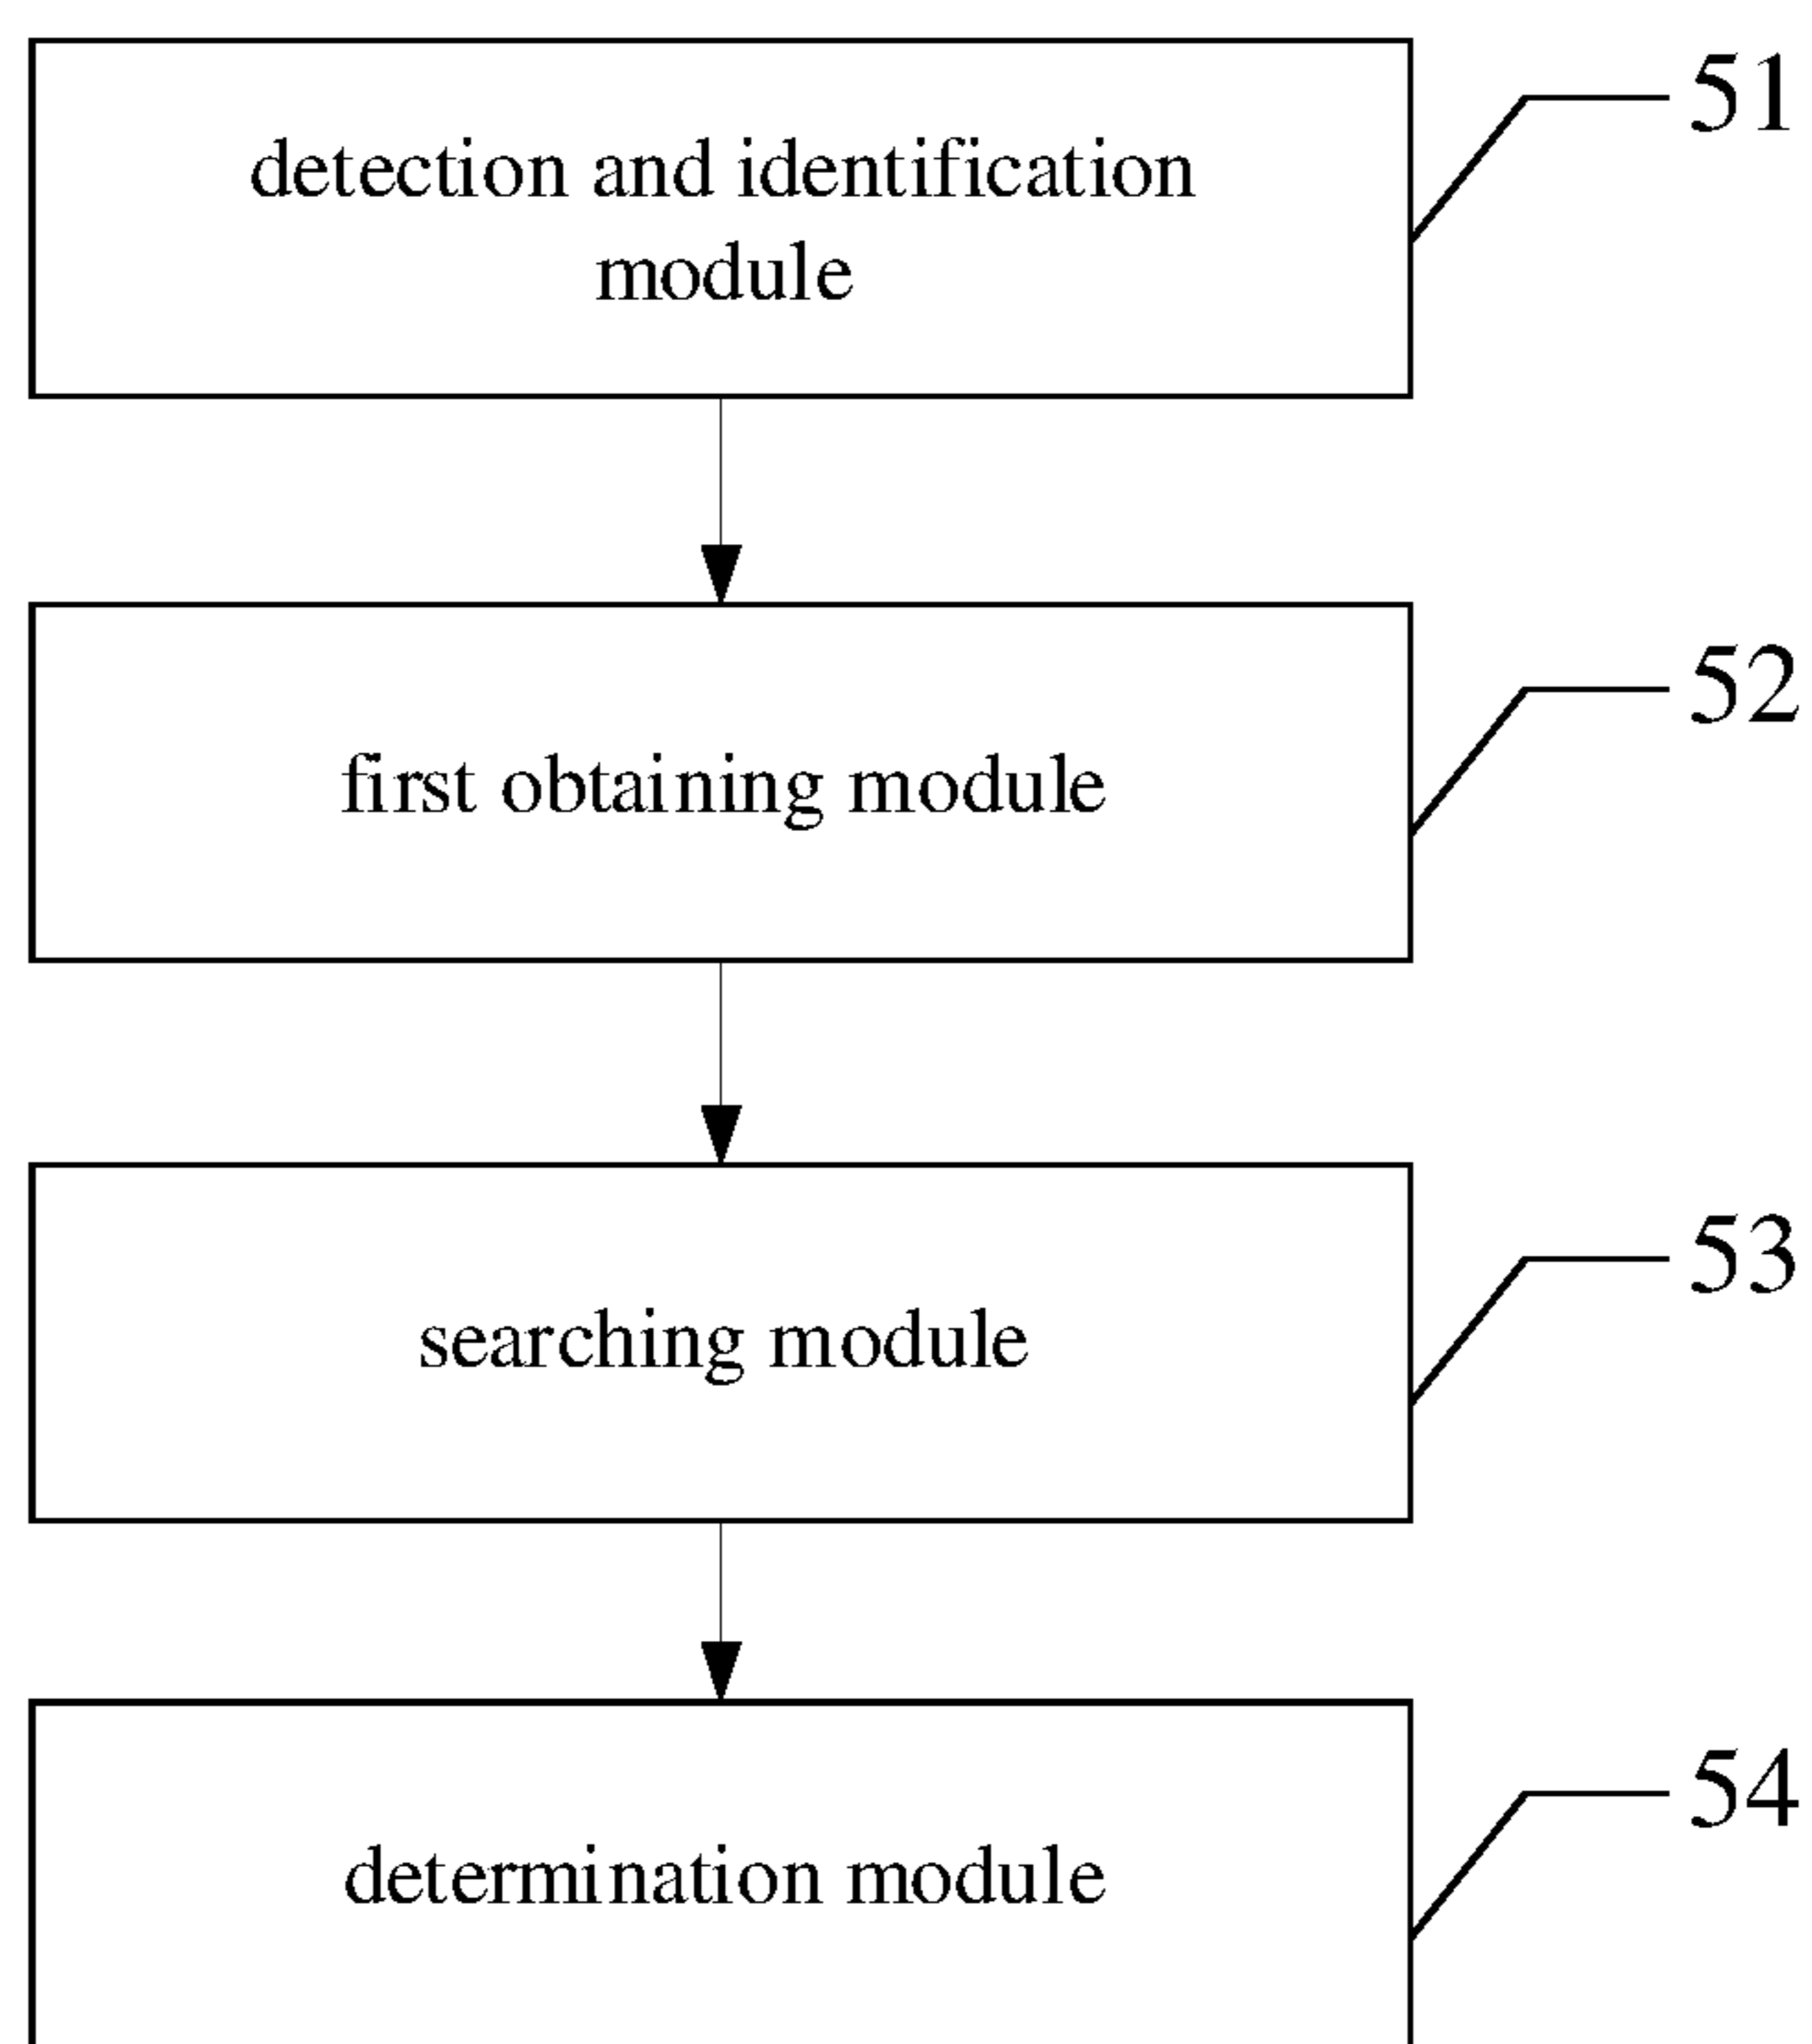 51
detection and identification
module
52
first obtaining module
53
searching module
54
determination module